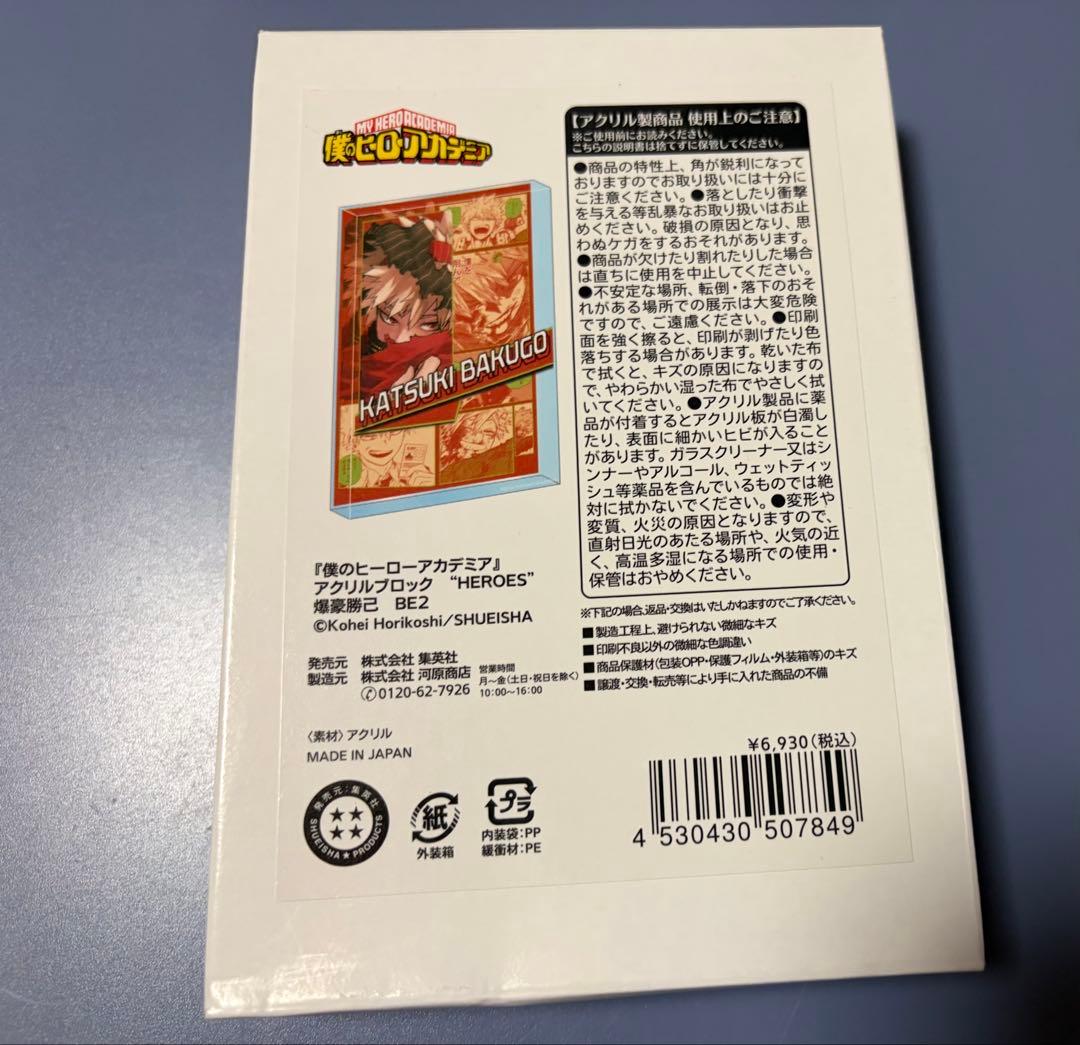 MY HERO ACADEMIA
僕のヒーローアカデミア
KATSUKI BAKUGO
『僕のヒーローアカデミア』
アクリルブロック “HEROES”
爆豪勝己 BE2
©Kohei Horikoshi/SHUEISHA
発売元 株式会社 集英社
製造元 株式会社 河原商店
0120-62-7926
営業時間
月〜金(土日・祝日を除く)
10:00〜16:00
〈素材〉アクリル
MADE IN JAPAN
発売元:集英社
SHUEISHA★PRODUCTS
紙
外装箱
プラ
内装袋:PP
緩衝材:PE
【アクリル製商品 使用上のご注意】
※ご使用前にお読みください。
こちらの説明書は捨てずに保管してください。
●商品の特性上、角が鋭利になって
おりますのでお取り扱いには十分に
ご注意ください。●落としたり衝撃
を与える等乱暴なお取り扱いはお止
めください。破損の原因となり、思
わぬケガをするおそれがあります。
●商品が欠けたり割れたりした場合
は直ちに使用を中止してください。
●不安定な場所、転倒・落下のおそ
れがある場所での展示は大変危険
ですので、ご遠慮ください。●印刷
面を強く擦ると、印刷が剥げたり色
落ちする場合があります。乾いた布
で拭くと、キズの原因になりますの
で、やわらかい湿った布でやさしく拭
いてください。●アクリル製品に薬
品が付着するとアクリル板が白濁し
たり、表面に細かいヒビが入ること
があります。ガラスクリーナー又はシ
ンナーやアルコール、ウェットティッ
シュ等薬品を含んでいるものでは絶
対に拭かないでください。●変形や
変質、火災の原因となりますので、
直射日光のあたる場所や、火気の近
く、高温多湿になる場所での使用・
保管はおやめください。
※下記の場合、返品・交換はいたしかねますのでご了承ください。
■製造工程上、避けられない微細なキズ
■印刷不良以外の微細な色調違い
■商品保護材(包装OPP・保護フィルム・外装箱等)のキズ
■譲渡・交換・転売等により手に入れた商品の不備
¥6,930(税込)
4 530430 507849